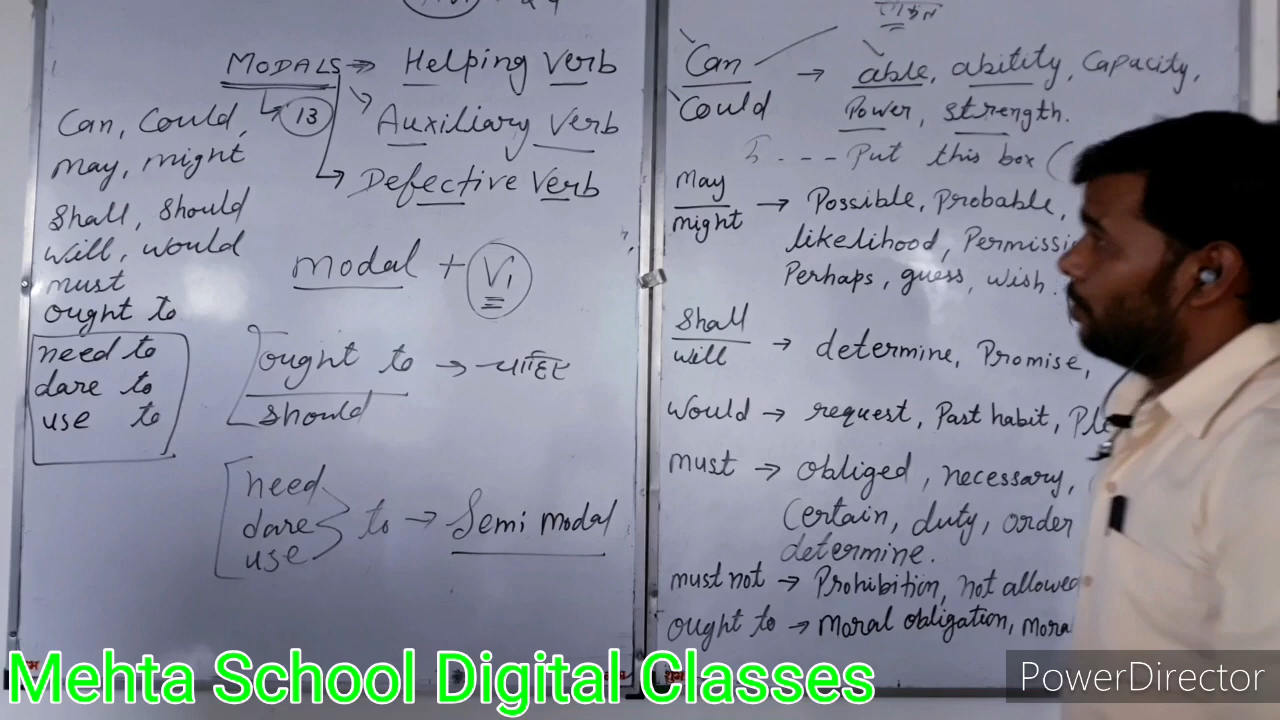 MODALS → Helping Verb
13
Auxiliary Verb
Defective Verb
Can, Could,
may, might
shall, should
will, would
must
ought to
need to
dare to
use to
modal + V1
ought to → चाहिए
should
need
dare
use
to → Semi modal
Can
Could
→ able, ability, Capacity,
Power, strength.
Put this box (
may
might
→ Possible, Probable,
likelihood, Permissi
Perhaps, guess, wish.
shall
will
→ determine, Promise,
would → request, Past habit, Ple
must → obliged, necessary,
Certain, duty, order
determine.
must not → Prohibition, not allowed
ought to → moral obligation, mora
Mehta School Digital Classes
PowerDirector